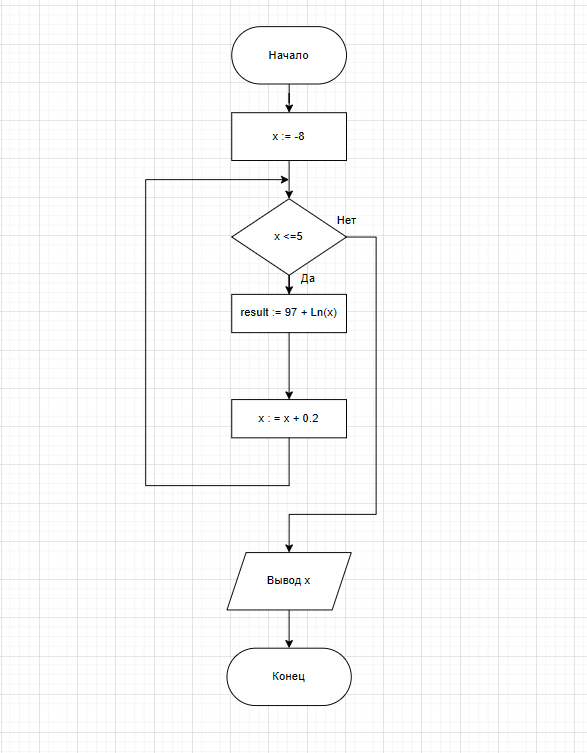 Начало
x := -8
x <=5
Нет
Да
result := 97 + Ln(x)
x : = x + 0.2
Вывод x
Конец